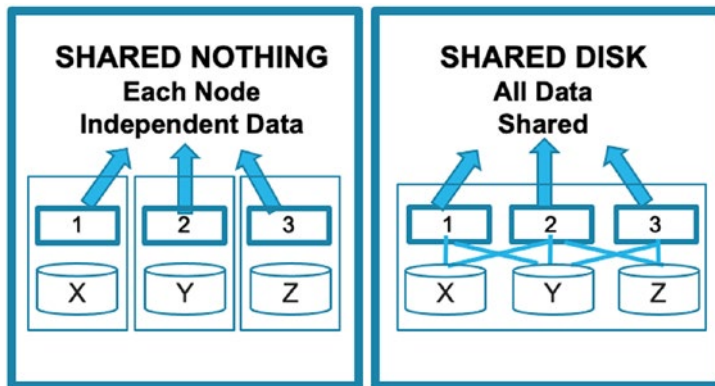 SHARED NOTHING
Each Node
Independent Data
1 2 3
X Y Z
SHARED DISK
All Data
Shared
1 2 3
X Y Z